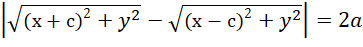 |√((x + c)² + y²) − √((x − c)² + y²)| = 2a